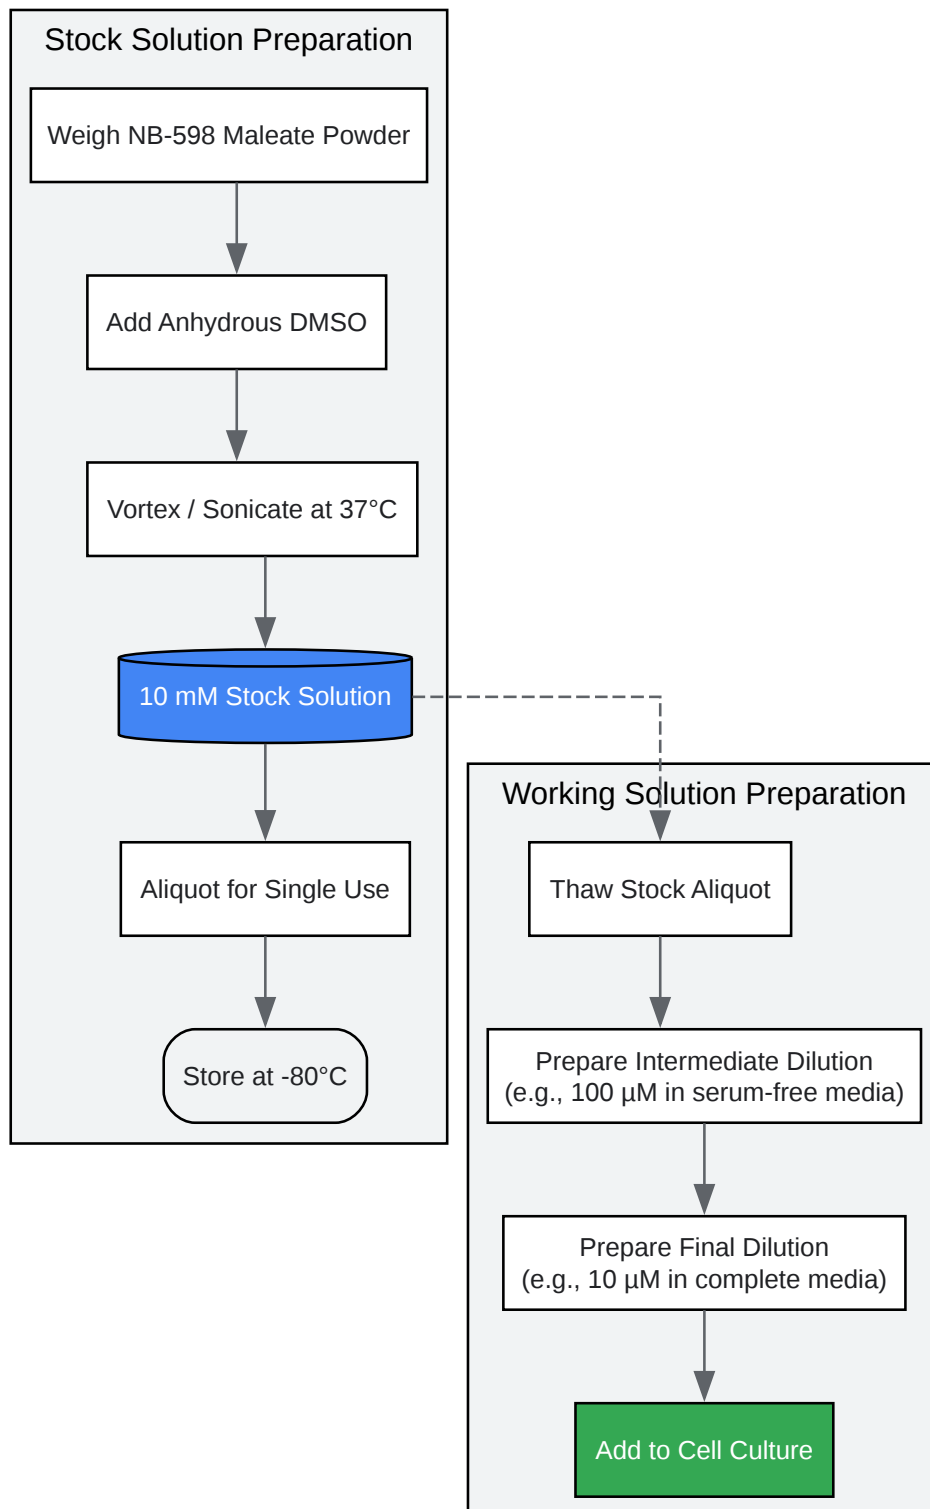 Stock Solution Preparation
Weigh NB-598 Maleate Powder
Add Anhydrous DMSO
Vortex / Sonicate at 37°C
10 mM Stock Solution
Aliquot for Single Use
Store at -80°C
Working Solution Preparation
Thaw Stock Aliquot
Prepare Intermediate Dilution
(e.g., 100 µM in serum-free media)
Prepare Final Dilution
(e.g., 10 µM in complete media)
Add to Cell Culture